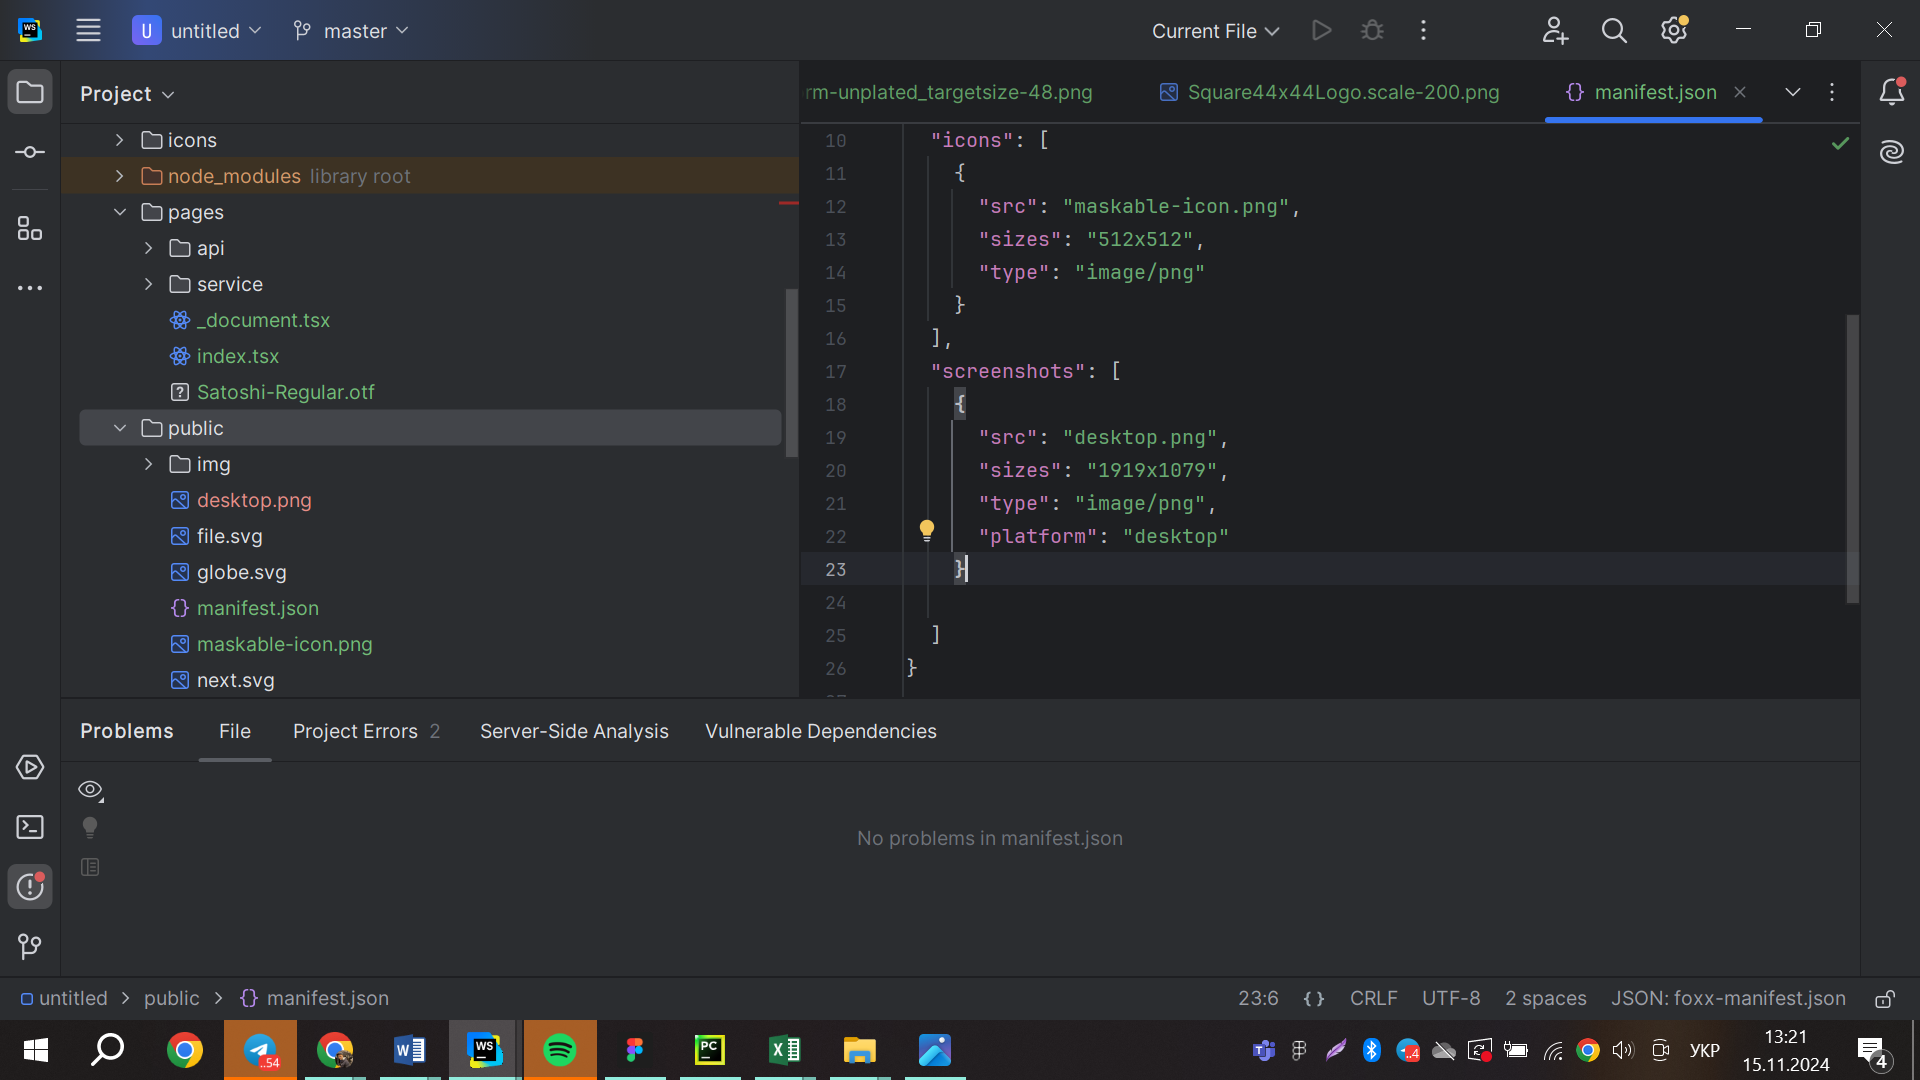 WS
U untitled
master
Current File
Project
rm-unplated_targetsize-48.png
Square44x44Logo.scale-200.png
{} manifest.json
icons
node_modules library root
pages
api
service
_document.tsx
index.tsx
? Satoshi-Regular.otf
public
img
desktop.png
file.svg
globe.svg
{} manifest.json
maskable-icon.png
next.svg
10 "icons": [
11 {
12 "src": "maskable-icon.png",
13 "sizes": "512x512",
14 "type": "image/png"
15 }
16 ],
17 "screenshots": [
18 {
19 "src": "desktop.png",
20 "sizes": "1919x1079",
21 "type": "image/png",
22 "platform": "desktop"
23 }
24
25 ]
26 }
Problems File Project Errors 2 Server-Side Analysis Vulnerable Dependencies
No problems in manifest.json
untitled > public > {} manifest.json
23:6 {} CRLF UTF-8 2 spaces JSON: foxx-manifest.json
..54
W
WS
PC
X
T
..4
УКР
13:21
15.11.2024
4